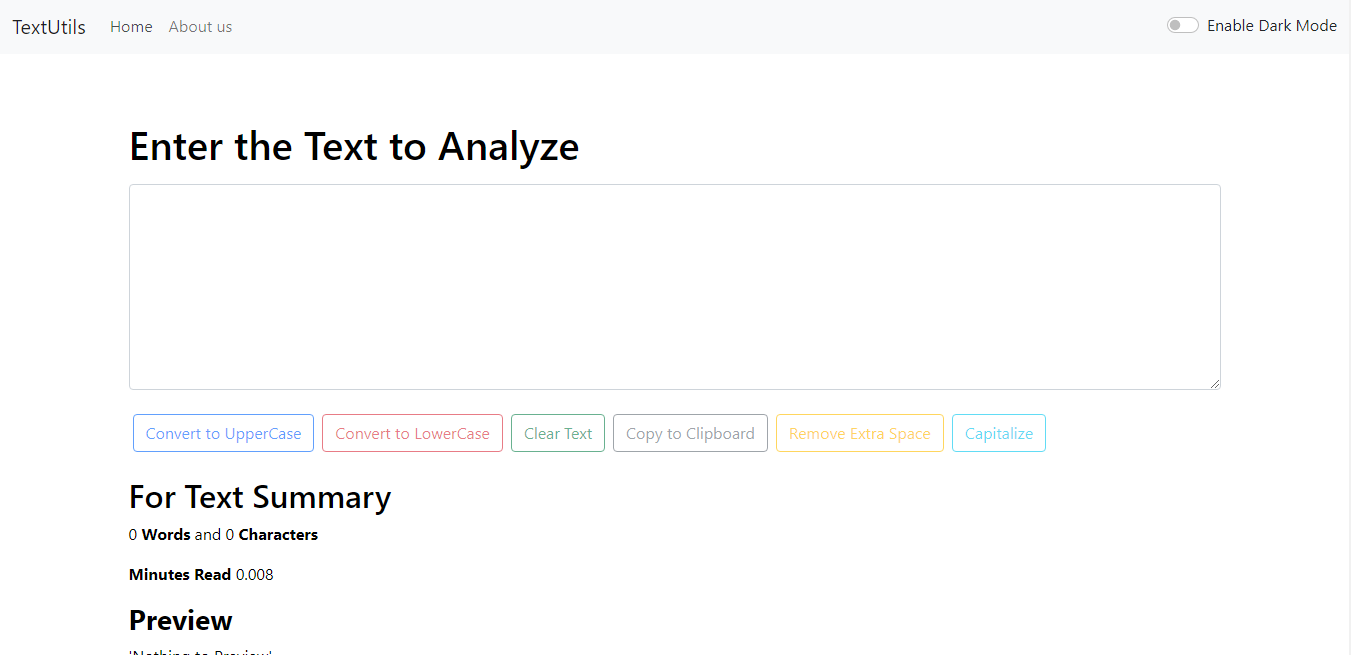 TextUtils Home About us Enable Dark Mode
Enter the Text to Analyze
Convert to UpperCase Convert to LowerCase Clear Text Copy to Clipboard Remove Extra Space Capitalize
For Text Summary
0 Words and 0 Characters
Minutes Read 0.008
Preview
'Nothing to Preview'